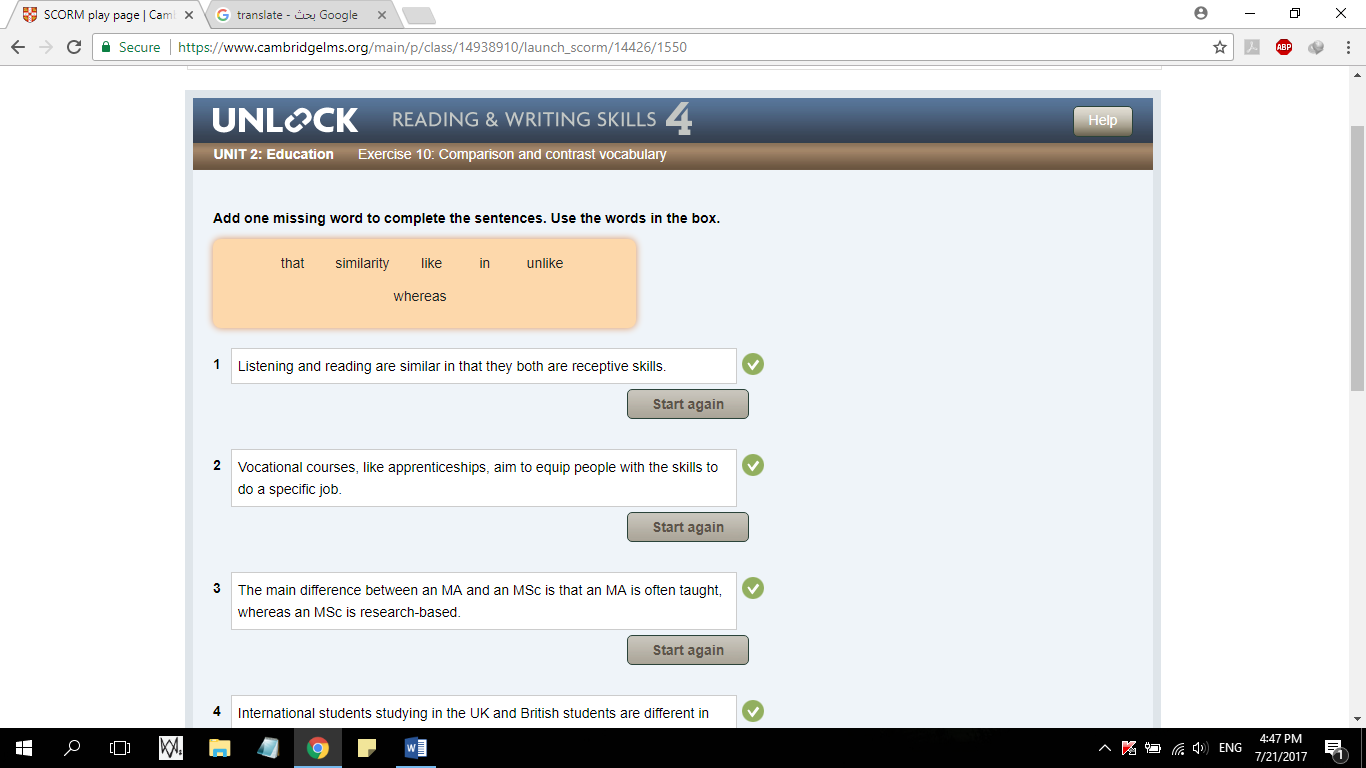 SCORM play page | Cam
translate - بحث Google
Secure
https://www.cambridgelms.org/main/p/class/14938910/launch_scorm/14426/1550
ABP
UNLOCK READING & WRITING SKILLS 4
Help
UNIT 2: Education Exercise 10: Comparison and contrast vocabulary
Add one missing word to complete the sentences. Use the words in the box.
that similarity like in unlike
whereas
1 Listening and reading are similar in that they both are receptive skills.
Start again
2 Vocational courses, like apprenticeships, aim to equip people with the skills to
do a specific job.
Start again
3 The main difference between an MA and an MSc is that an MA is often taught,
whereas an MSc is research-based.
Start again
4 International students studying in the UK and British students are different in
ENG
4:47 PM
7/21/2017
1